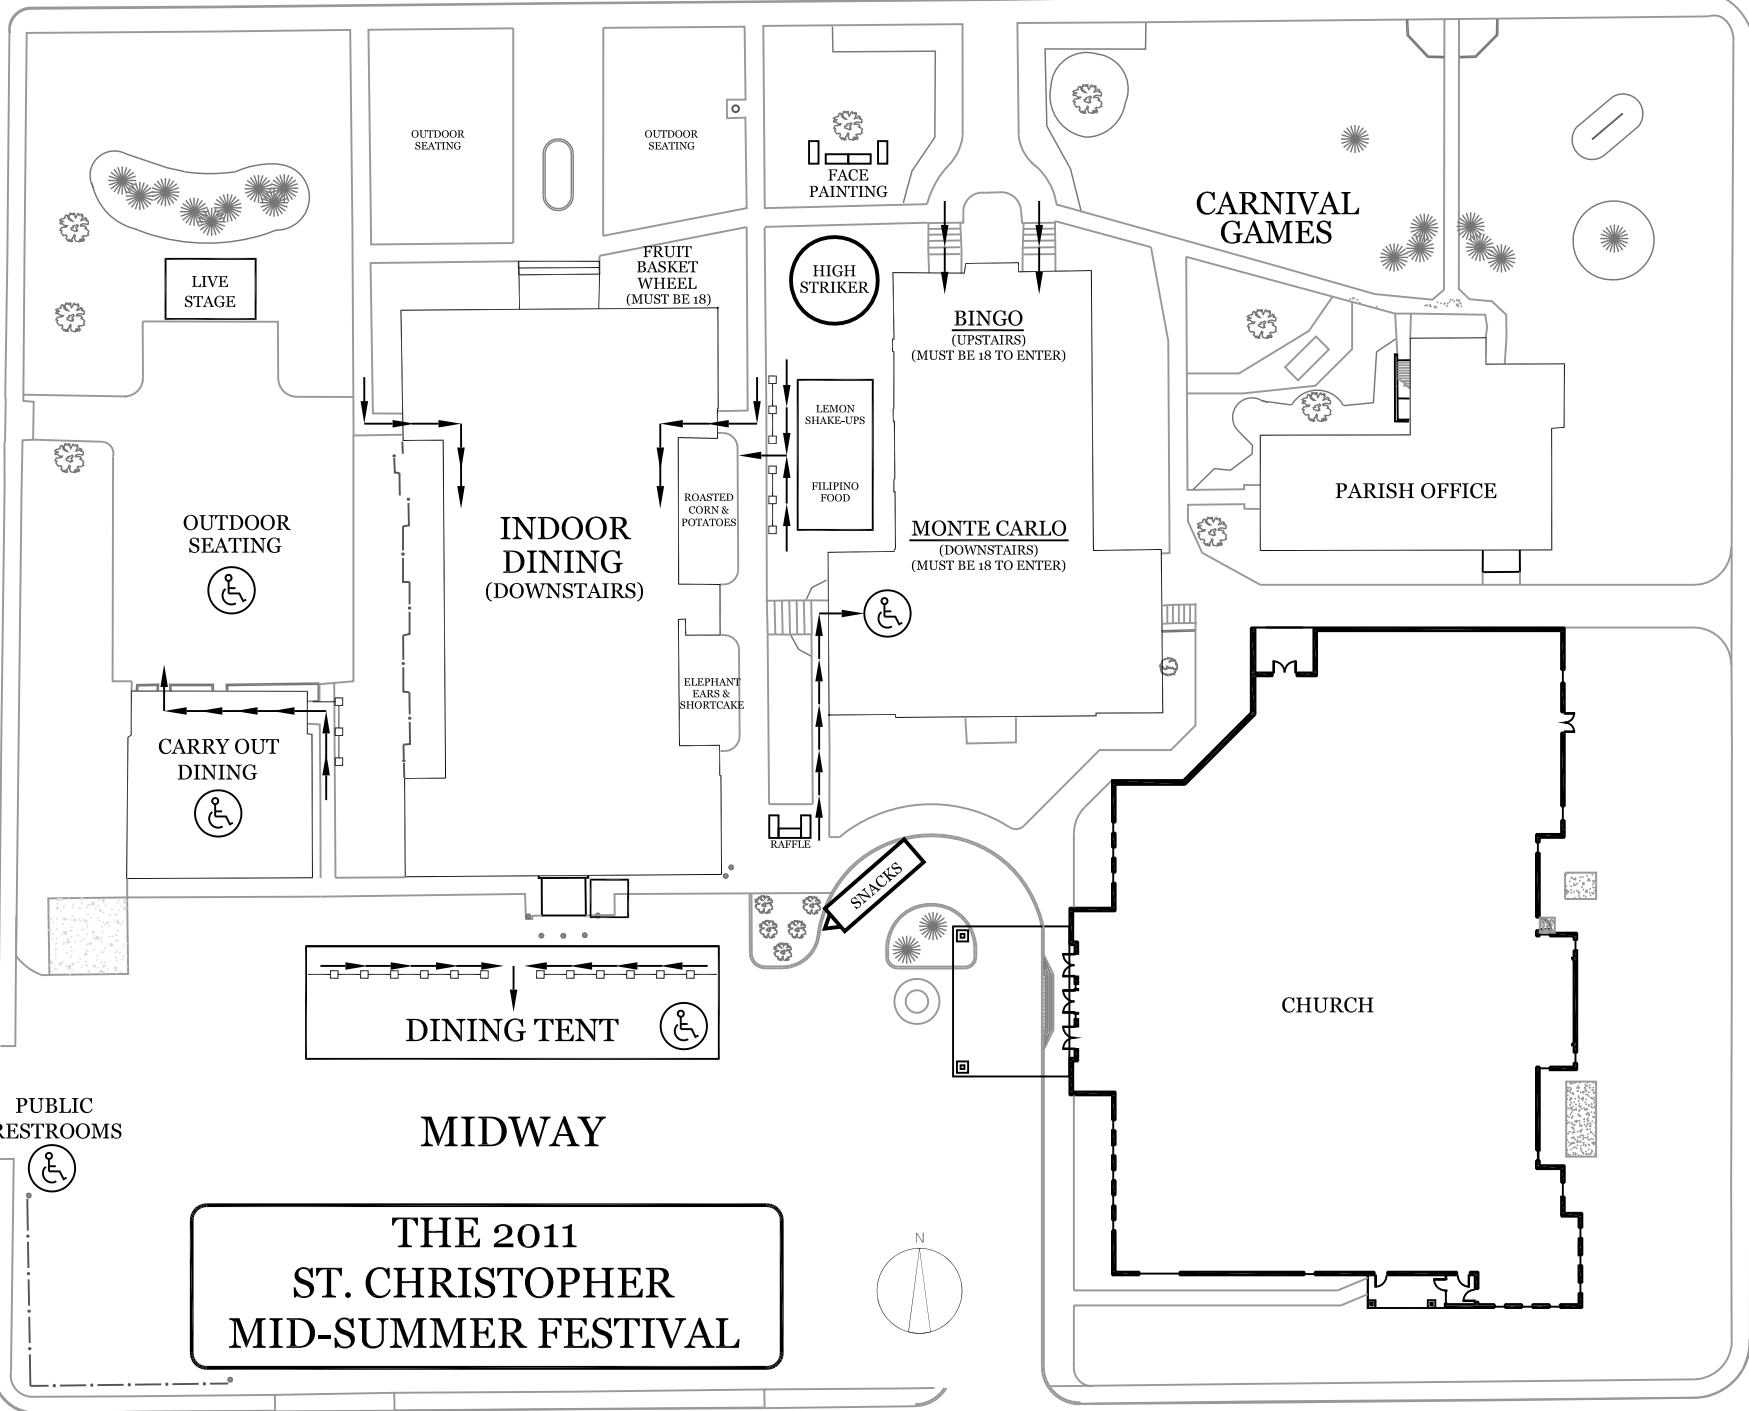 OUTDOOR
SEATING
OUTDOOR
SEATING
FACE
PAINTING
CARNIVAL
GAMES
LIVE
STAGE
FRUIT
BASKET
WHEEL
(MUST BE 18)
HIGH
STRIKER
BINGO
(UPSTAIRS)
(MUST BE 18 TO ENTER)
LEMON
SHAKE-UPS
FILIPINO
FOOD
PARISH OFFICE
OUTDOOR
SEATING
INDOOR
DINING
(DOWNSTAIRS)
ROASTED
CORN &
POTATOES
MONTE CARLO
(DOWNSTAIRS)
(MUST BE 18 TO ENTER)
ELEPHANT
EARS &
SHORTCAKE
CARRY OUT
DINING
RAFFLE
SNACKS
DINING TENT
CHURCH
PUBLIC
RESTROOMS
MIDWAY
THE 2011
ST. CHRISTOPHER
MID-SUMMER FESTIVAL
N